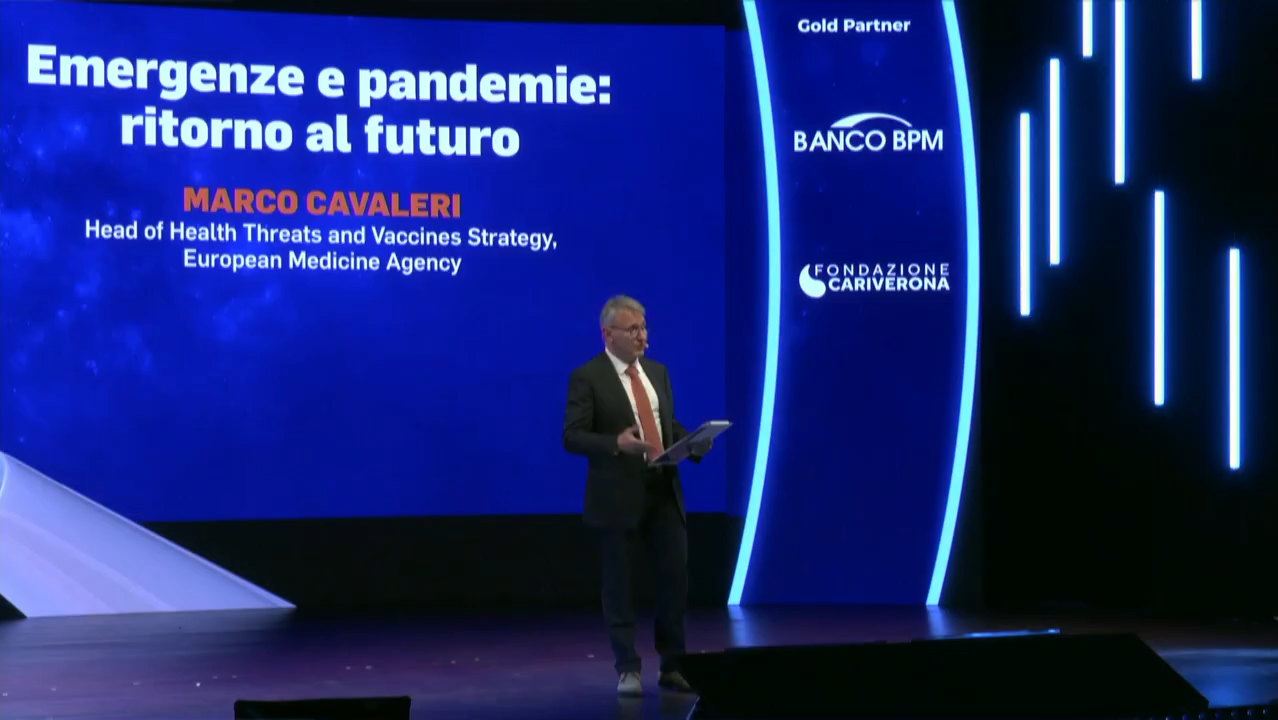 Emergenze e pandemie:
ritorno al futuro
MARCO CAVALERI
Head of Health Threats and Vaccines Strategy,
European Medicine Agency
Gold Partner
BANCO BPM
FONDAZIONE
CARIVERONA